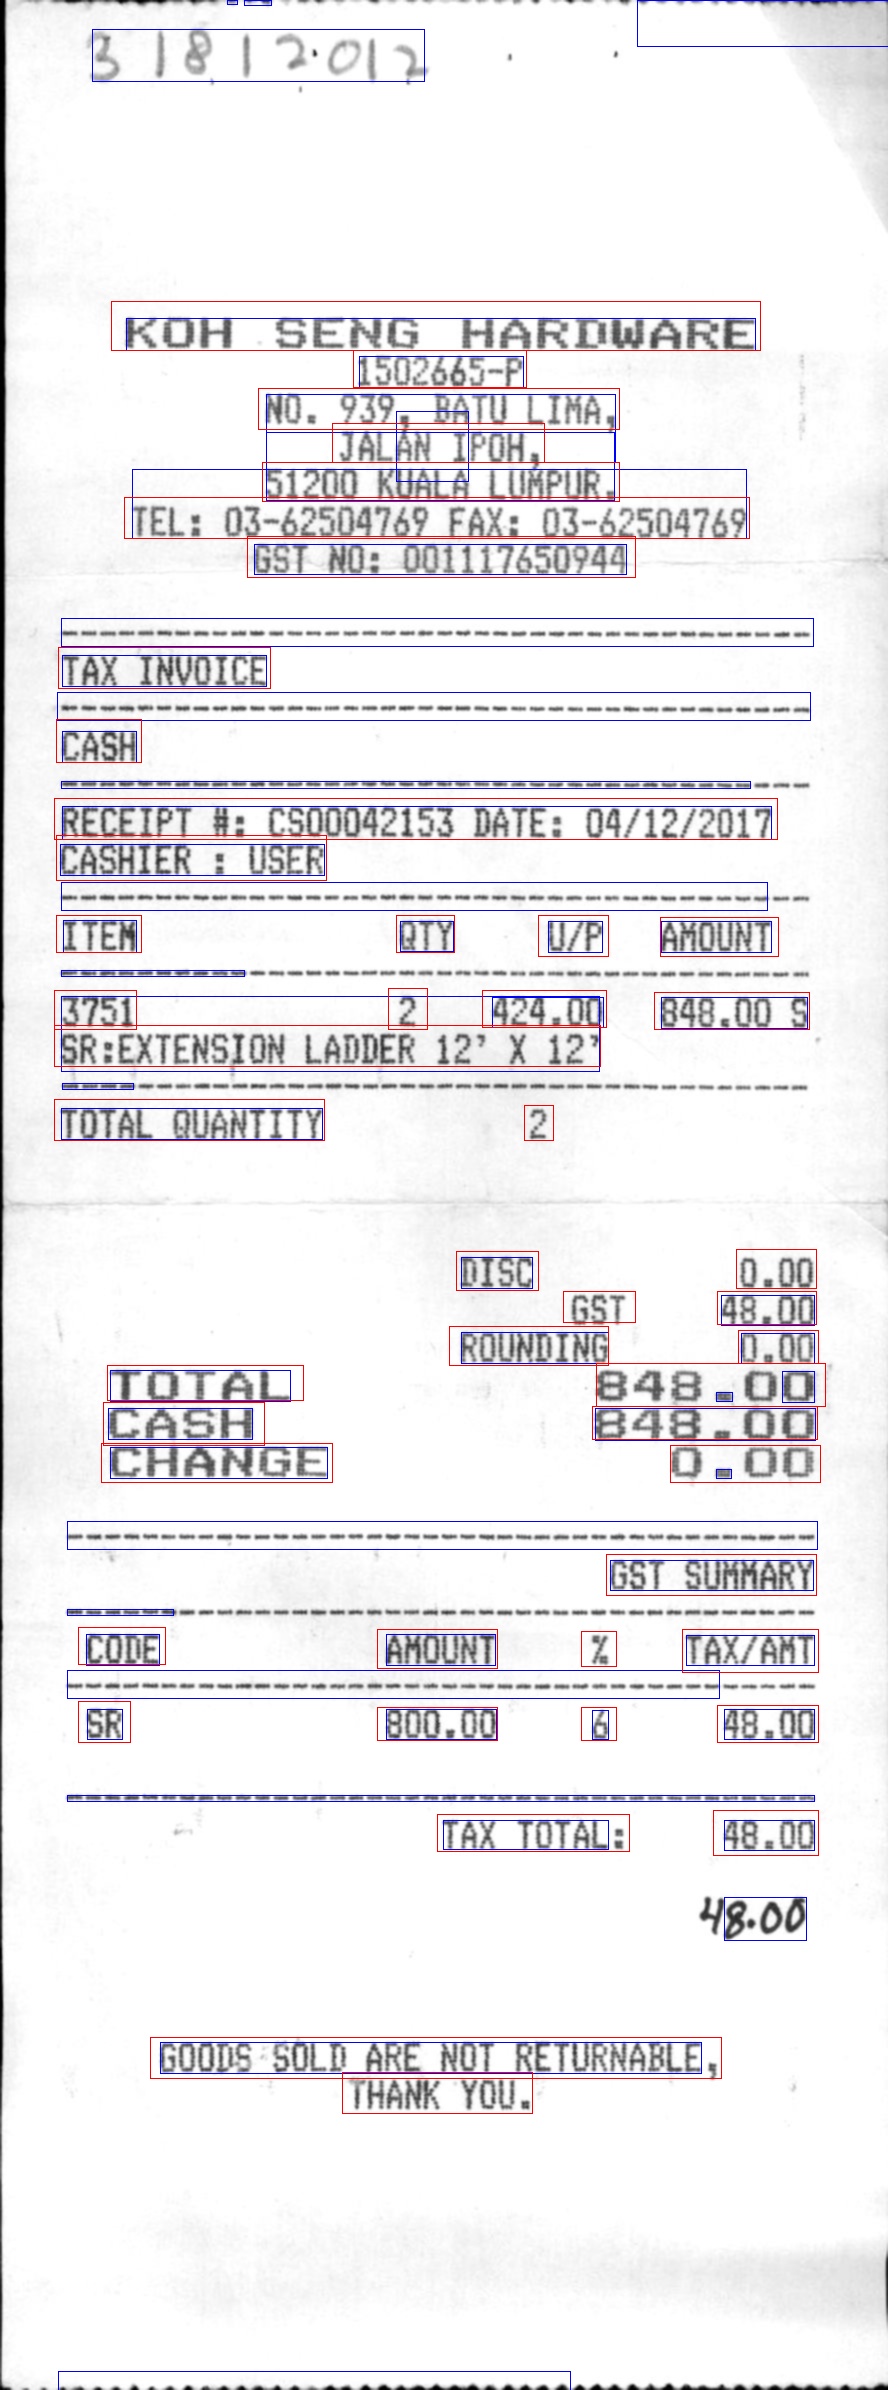 31812012
KOH SENG HARDWARE
1502665-P
NO. 939, BATU LIMA,
JALAN IPOH,
51200 KUALA LUMPUR.
TEL: 03-62504769 FAX: 03-62504769
GST NO: 001117650944
--------------------------------
TAX INVOICE
--------------------------------
CASH
--------------------------------
RECEIPT #: CS00042153 DATE: 04/12/2017
CASHIER : USER
--------------------------------
ITEM QTY U/P AMOUNT
--------------------------------
3751 2 424.00 848.00 S
SR:EXTENSION LADDER 12' X 12'
--------------------------------
TOTAL QUANTITY 2
DISC 0.00
GST 48.00
ROUNDING 0.00
TOTAL 848.00
CASH 848.00
CHANGE 0.00
--------------------------------
GST SUMMARY
--------------------------------
CODE AMOUNT % TAX/AMT
--------------------------------
SR 800.00 6 48.00
--------------------------------
TAX TOTAL: 48.00
48.00
GOODS SOLD ARE NOT RETURNABLE,
THANK YOU.